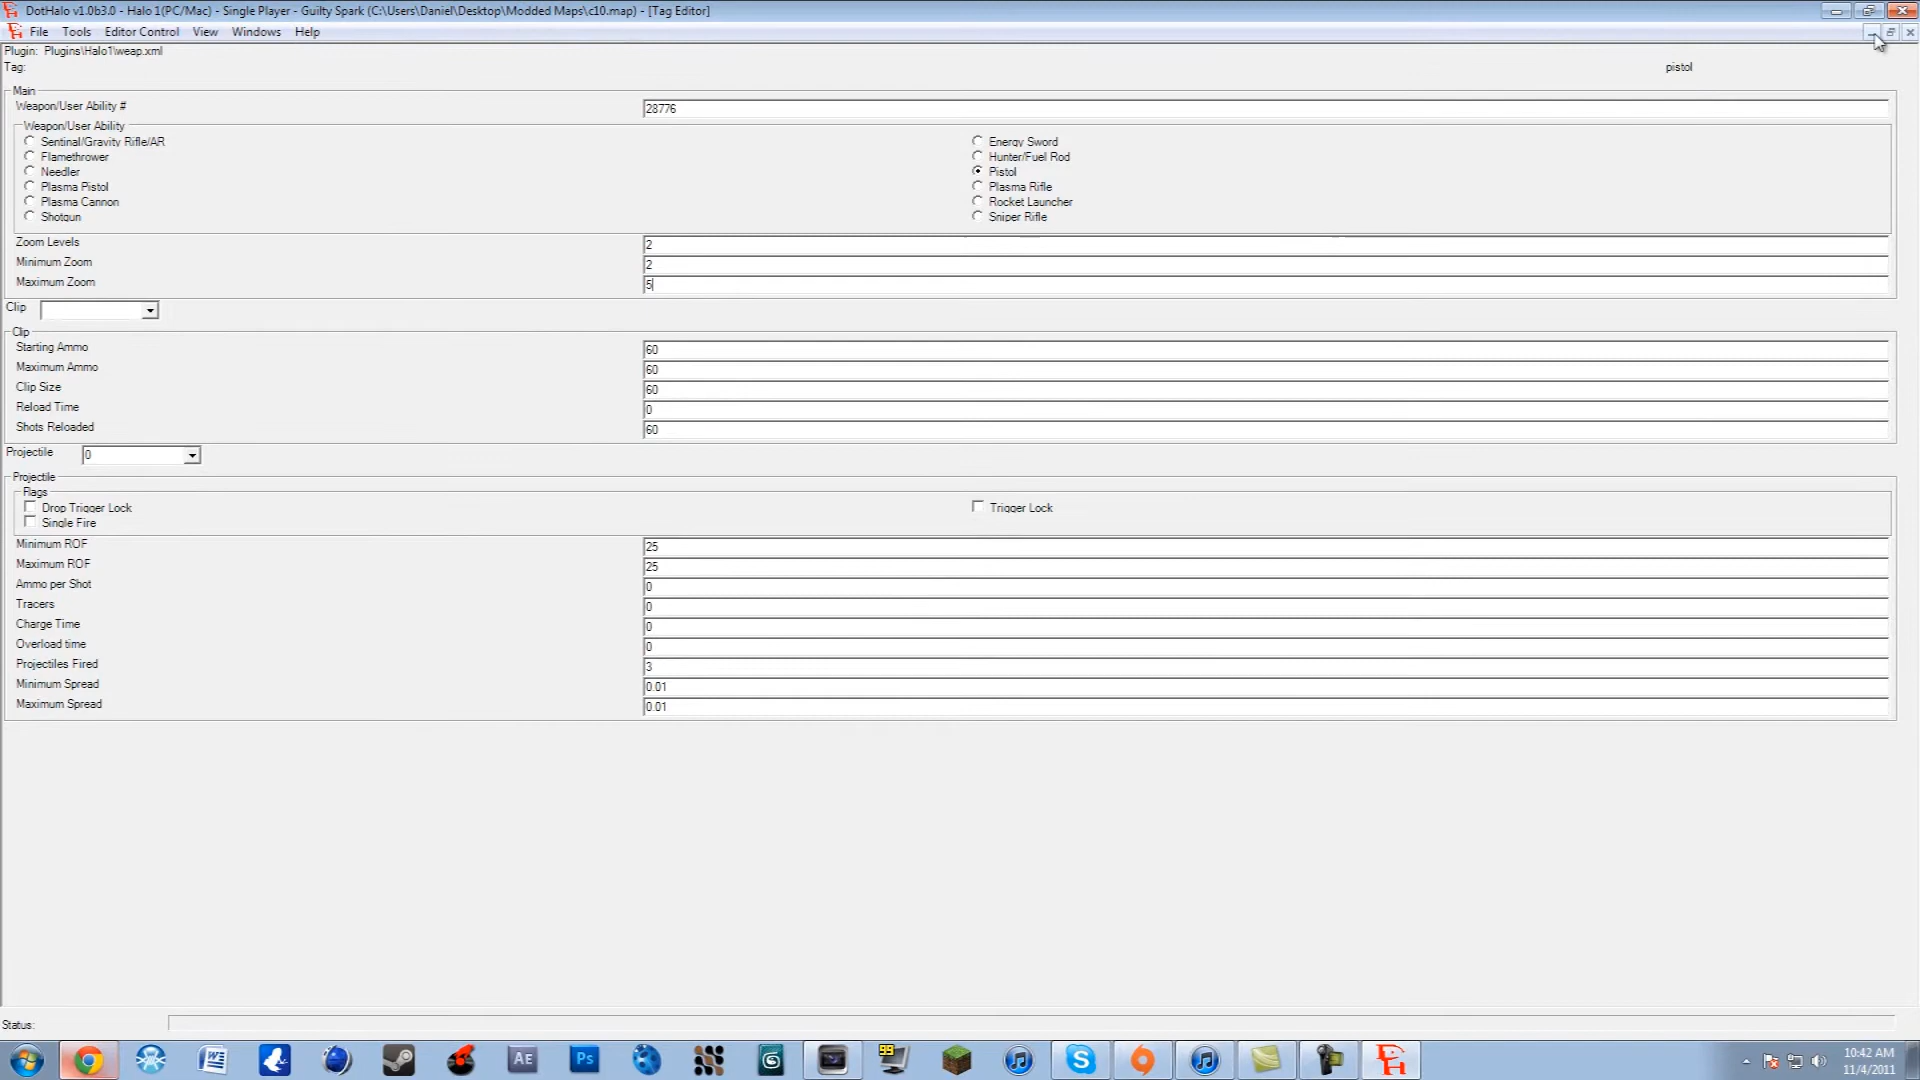 DotHalo v1.0b3.0 - Halo 1(PC/Mac) - Single Player - Guilty Spark (C:\Users\Daniel\Desktop\Modded Maps\c10.map) - [Tag Editor]
File Tools Editor Control View Windows Help
Plugin: Plugins\Halo1\weap.xml
Tag: pistol
Main
Weapon/User Ability # 28776
Weapon/User Ability
Sentinal/Gravity Rifle/AR Energy Sword
Flamethrower Hunter/Fuel Rod
Needler Pistol
Plasma Pistol Plasma Rifle
Plasma Cannon Rocket Launcher
Shotgun Sniper Rifle
Zoom Levels 2
Minimum Zoom 2
Maximum Zoom 5
Clip
Clip
Starting Ammo 60
Maximum Ammo 60
Clip Size 60
Reload Time 0
Shots Reloaded 60
Projectile 0
Projectile
Flags
Drop Trigger Lock Trigger Lock
Single Fire
Minimum ROF 25
Maximum ROF 25
Ammo per Shot 0
Tracers 0
Charge Time 0
Overload time 0
Projectiles Fired 3
Minimum Spread 0.01
Maximum Spread 0.01
Status:
W AE Ps 99 S
10:42 AM
11/4/2011